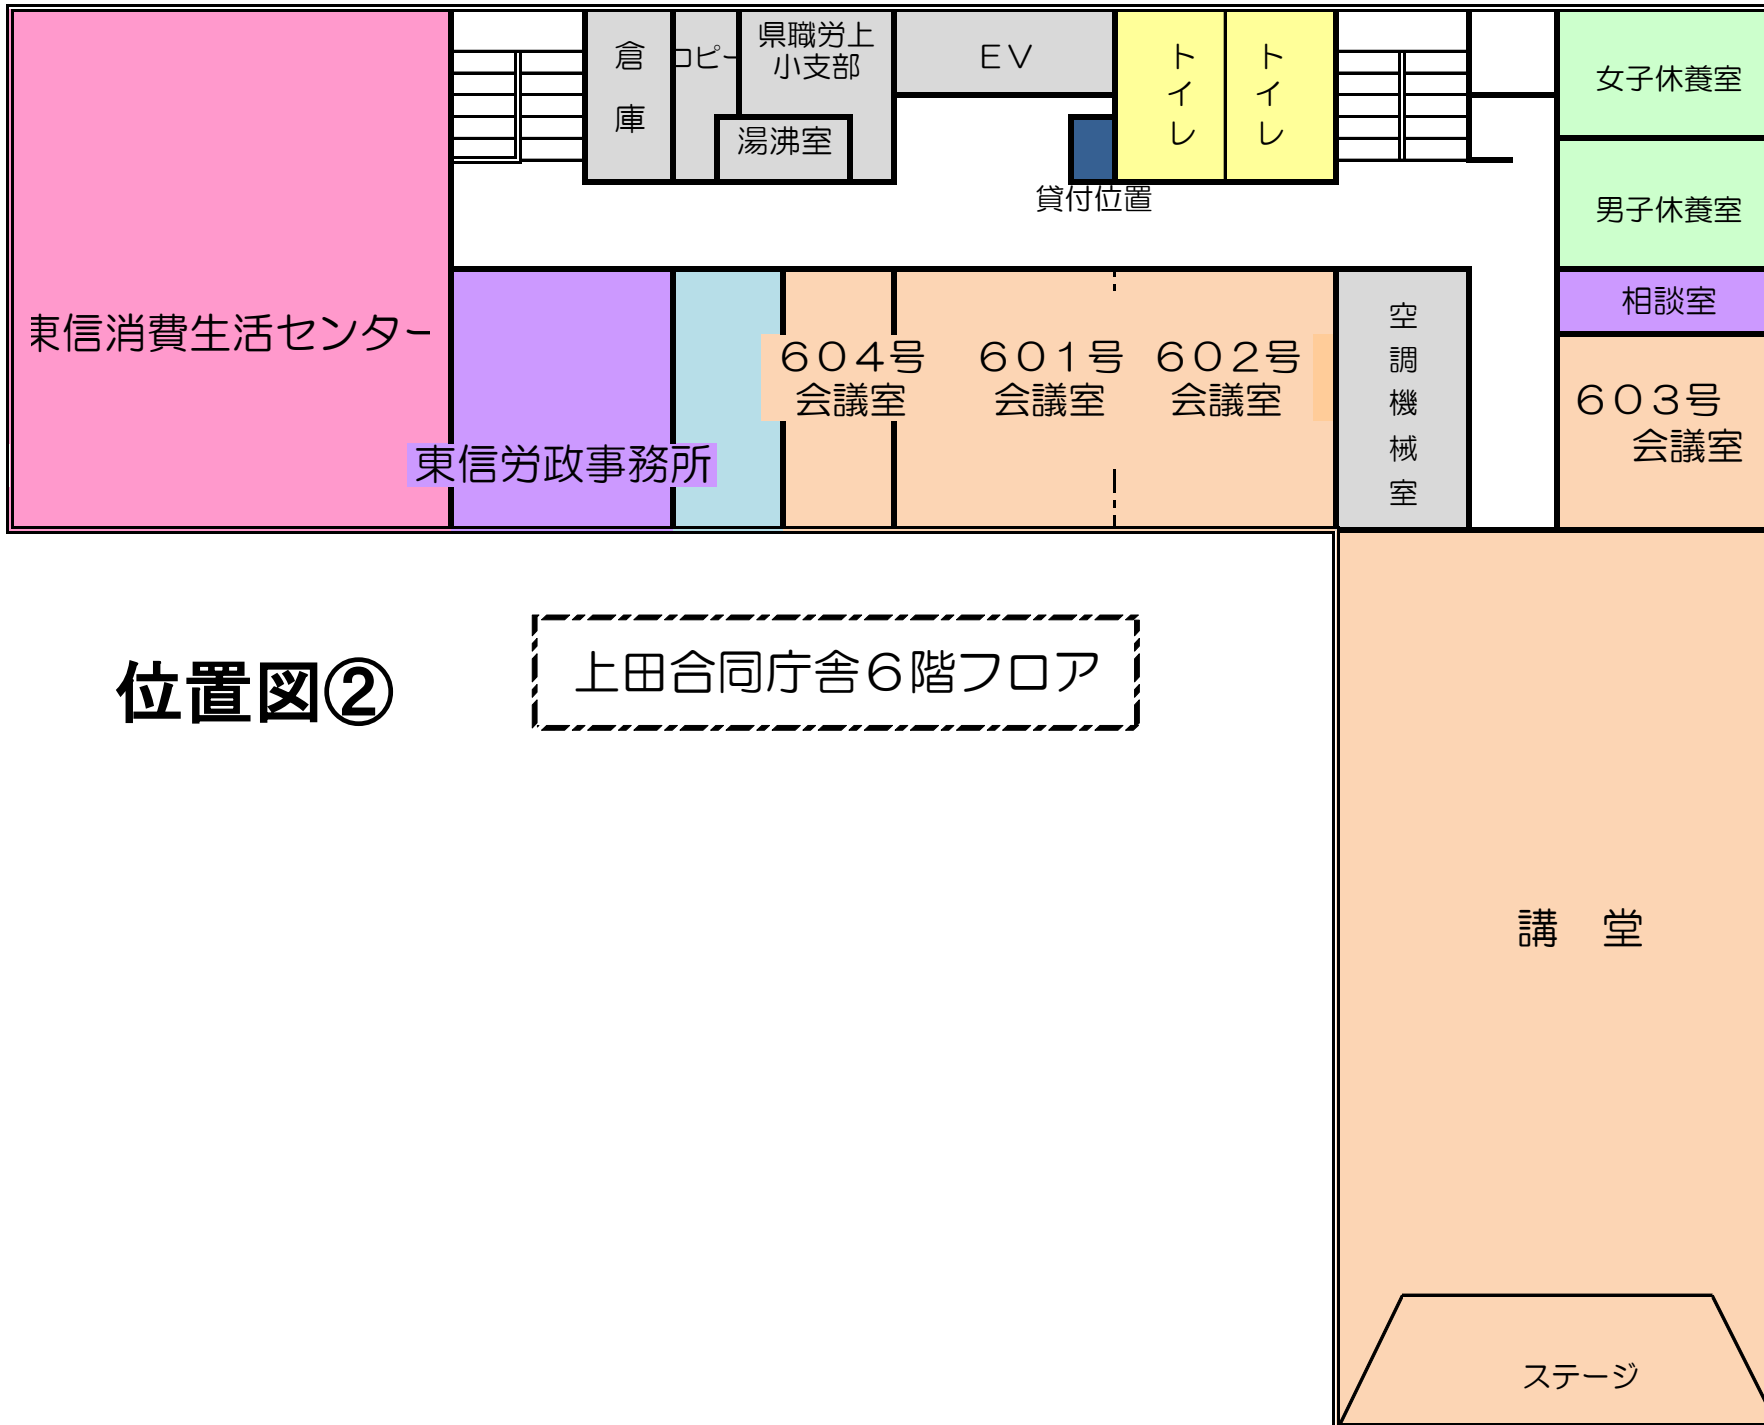 倉庫
コピー
県職労上
小支部
ＥＶ
トイレ
トイレ
女子休養室
湯沸室
貸付位置
男子休養室
相談室
東信消費生活センター
東信労政事務所
６０４号
会議室
６０１号
会議室
６０２号
会議室
空調機械室
６０３号
会議室
位置図②
上田合同庁舎６階フロア
講　堂
ステージ